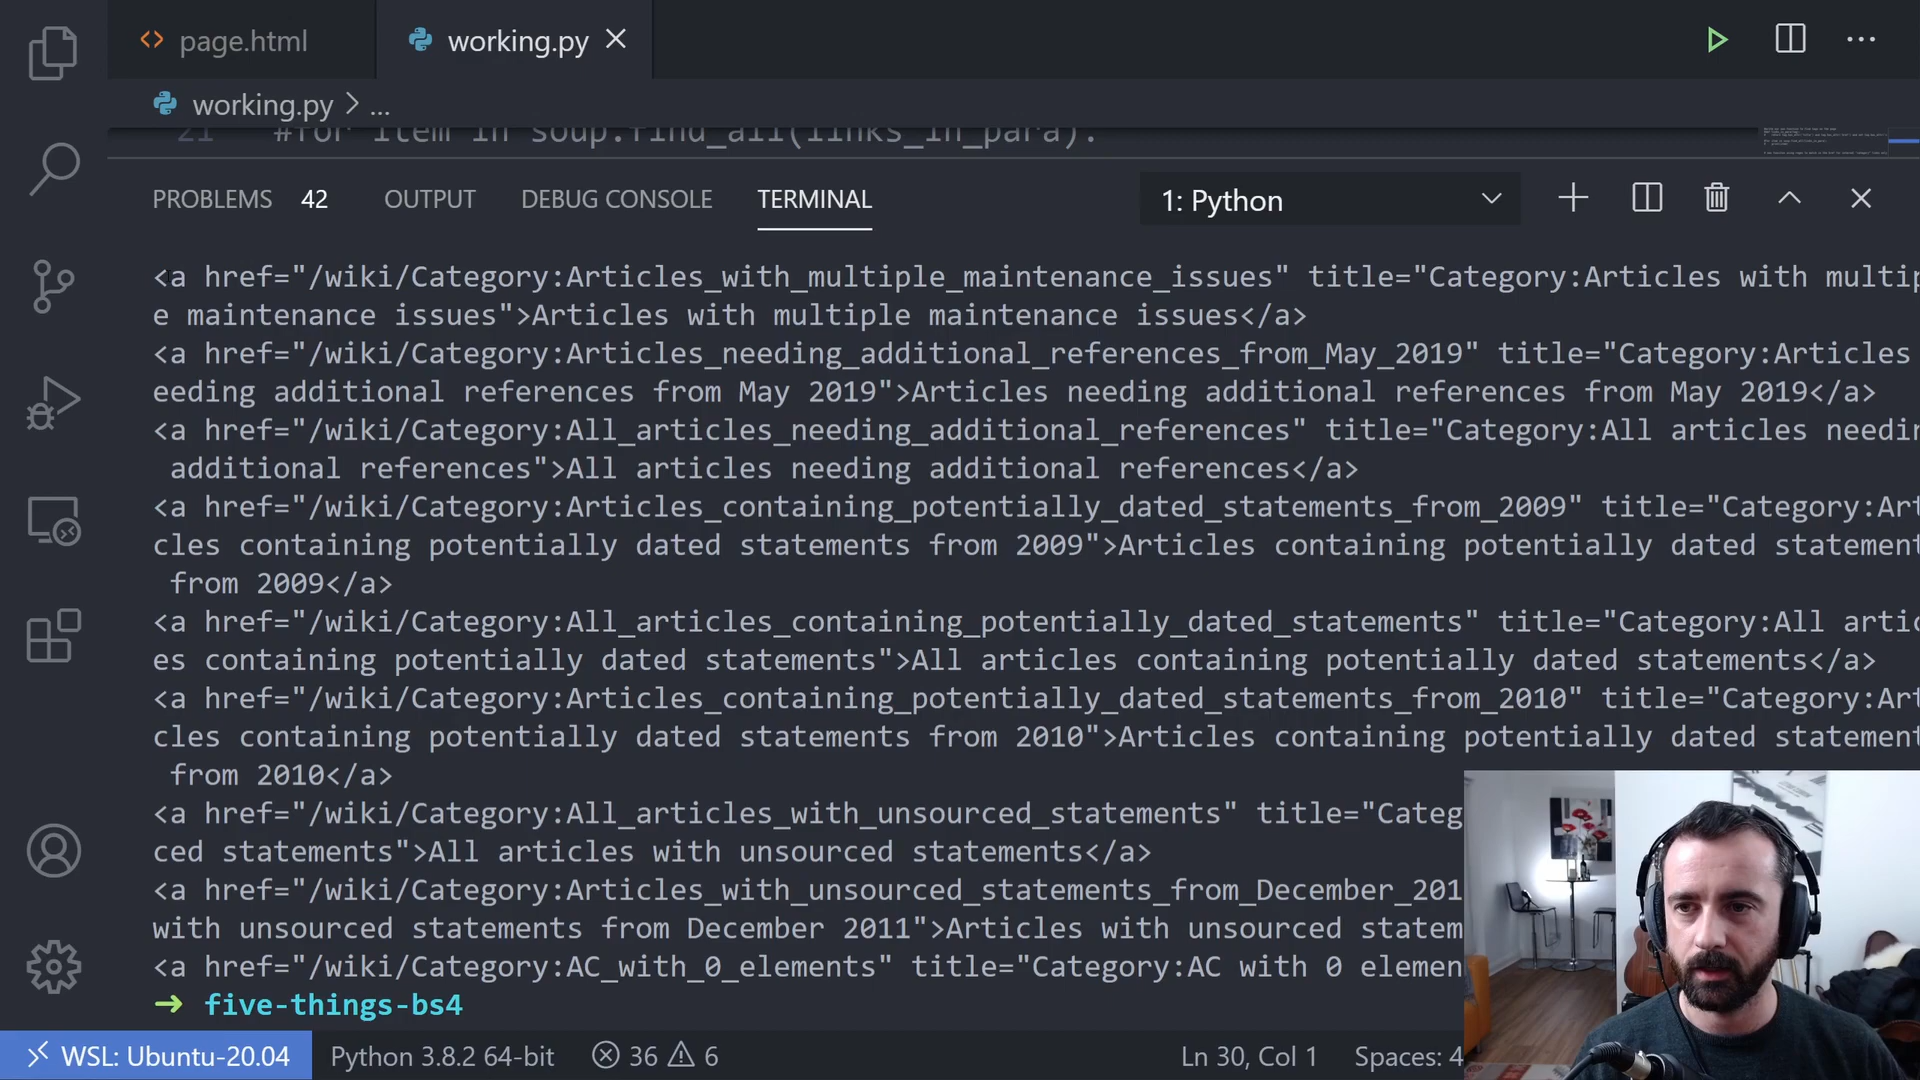 page.html
working.py
working.py > ...
21 #for item in soup.find_all(links_in_para):
PROBLEMS 42 OUTPUT DEBUG CONSOLE TERMINAL 1: Python
<a href="/wiki/Category:Articles_with_multiple_maintenance_issues" title="Category:Articles with multip
e maintenance issues">Articles with multiple maintenance issues</a>
<a href="/wiki/Category:Articles_needing_additional_references_from_May_2019" title="Category:Articles
eeding additional references from May 2019">Articles needing additional references from May 2019</a>
<a href="/wiki/Category:All_articles_needing_additional_references" title="Category:All articles needin
additional references">All articles needing additional references</a>
<a href="/wiki/Category:Articles_containing_potentially_dated_statements_from_2009" title="Category:Art
cles containing potentially dated statements from 2009">Articles containing potentially dated statement
from 2009</a>
<a href="/wiki/Category:All_articles_containing_potentially_dated_statements" title="Category:All artic
es containing potentially dated statements">All articles containing potentially dated statements</a>
<a href="/wiki/Category:Articles_containing_potentially_dated_statements_from_2010" title="Category:Art
cles containing potentially dated statements from 2010">Articles containing potentially dated statement
from 2010</a>
<a href="/wiki/Category:All_articles_with_unsourced_statements" title="Categ
ced statements">All articles with unsourced statements</a>
<a href="/wiki/Category:Articles_with_unsourced_statements_from_December_201
with unsourced statements from December 2011">Articles with unsourced statem
<a href="/wiki/Category:AC_with_0_elements" title="Category:AC with 0 elemen
→ five-things-bs4
WSL: Ubuntu-20.04 Python 3.8.2 64-bit 36 6 Ln 30, Col 1 Spaces: 4